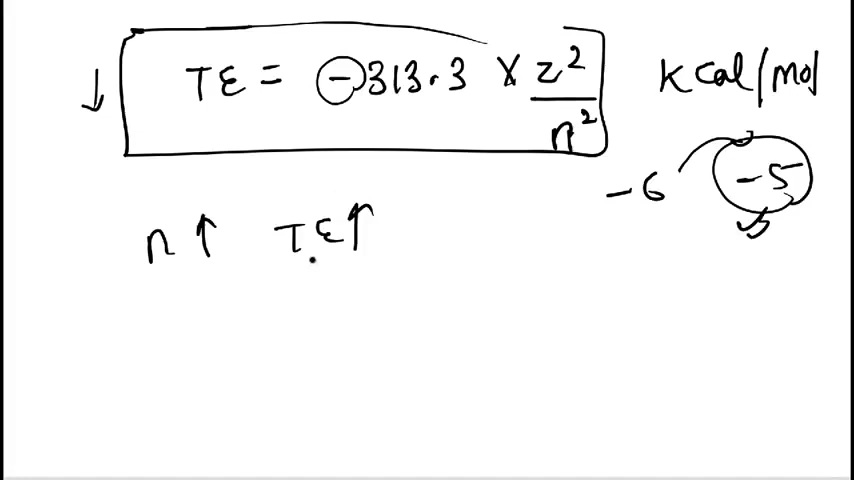 ↓ TE = -313.3 X z²/n² Kcal/mol
-6 -5
n↑ T.E↑